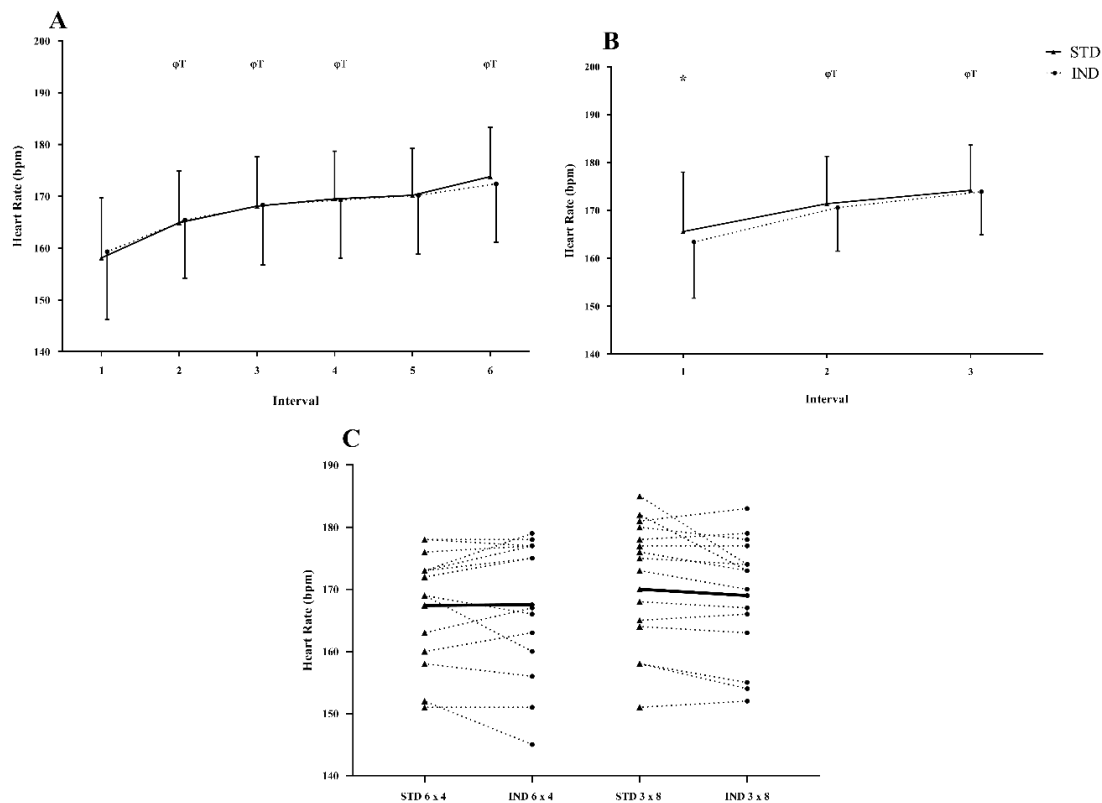 A
200
190
180
170
160
150
140
Heart Rate (bpm)
φT φT φT φT
1 2 3 4 5 6
Interval
B
200
190
180
170
160
150
140
Heart Rate (bpm)
* φT φT
1 2 3
Interval
STD
IND
C
190
180
170
160
150
140
Heart Rate (bpm)
STD 6 x 4 IND 6 x 4 STD 3 x 8 IND 3 x 8